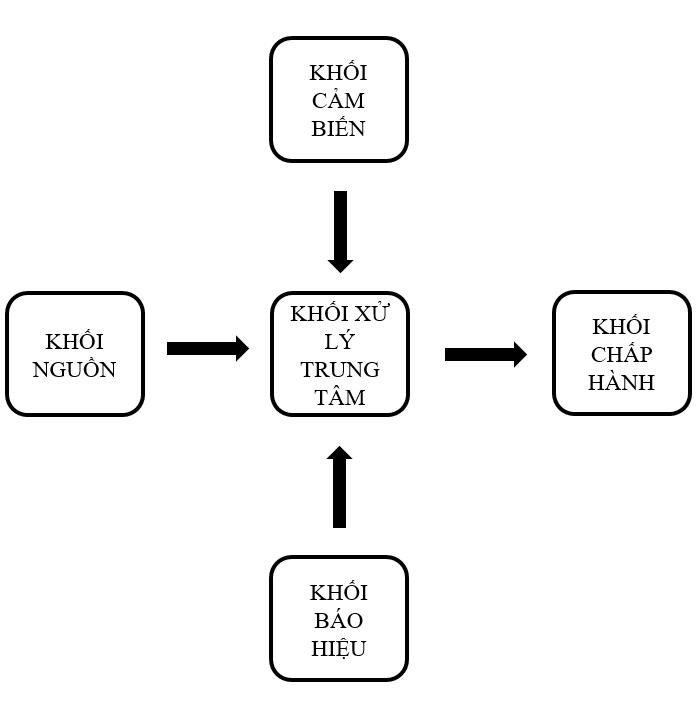 KHỐI
CẢM
BIẾN
KHỐI
NGUỒN
KHỐI XỬ
LÝ
TRUNG
TÂM
KHỐI
CHẤP
HÀNH
KHỐI
BÁO
HIỆU